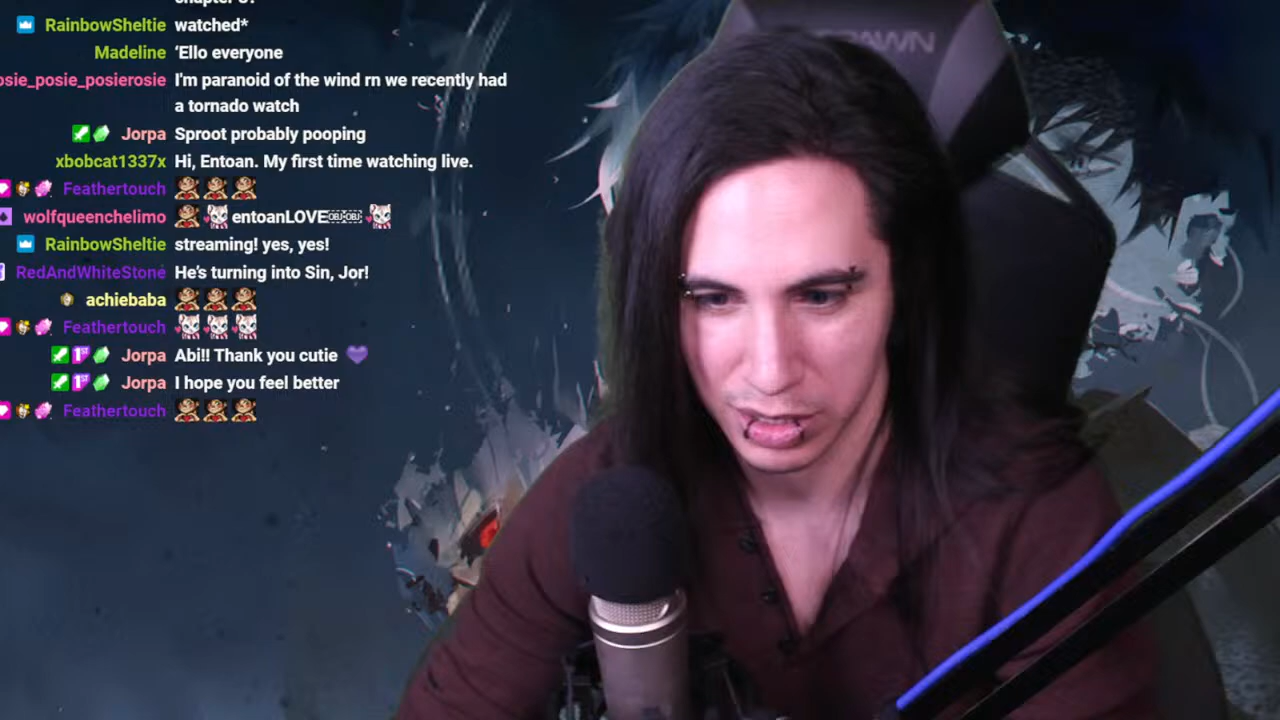 RainbowSheltie watched*
Madeline ‘Ello everyone
osie_posie_posierosie I'm paranoid of the wind rn we recently had
a tornado watch
Jorpa Sproot probably pooping
xbobcat1337x Hi, Entoan. My first time watching live.
Feathertouch
wolfqueenchelimo entoanLOVE
RainbowSheltie streaming! yes, yes!
RedAndWhiteStone He's turning into Sin, Jor!
achiebaba
Feathertouch
Jorpa Abi!! Thank you cutie
Jorpa I hope you feel better
Feathertouch